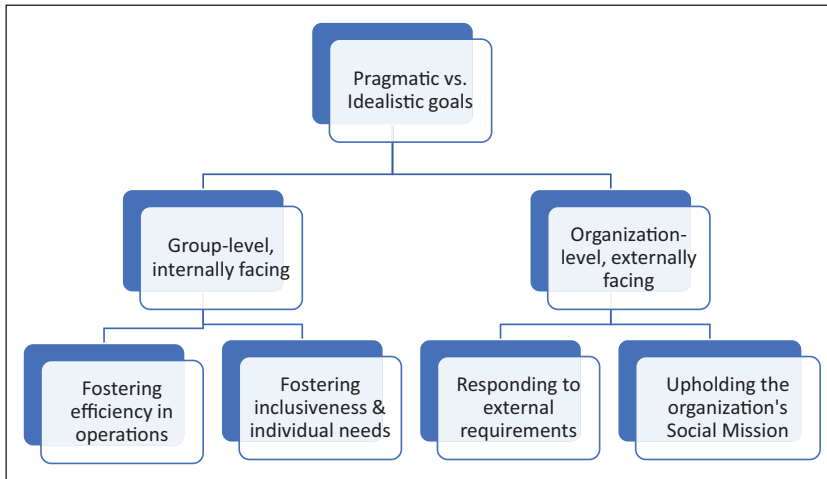 Pragmatic vs.
Idealistic goals
Group-level,
internally facing
Organization-
level, externally
facing
Fostering
efficiency in
operations
Fostering
inclusiveness &
individual needs
Responding to
external
requirements
Upholding the
organization's
Social Mission